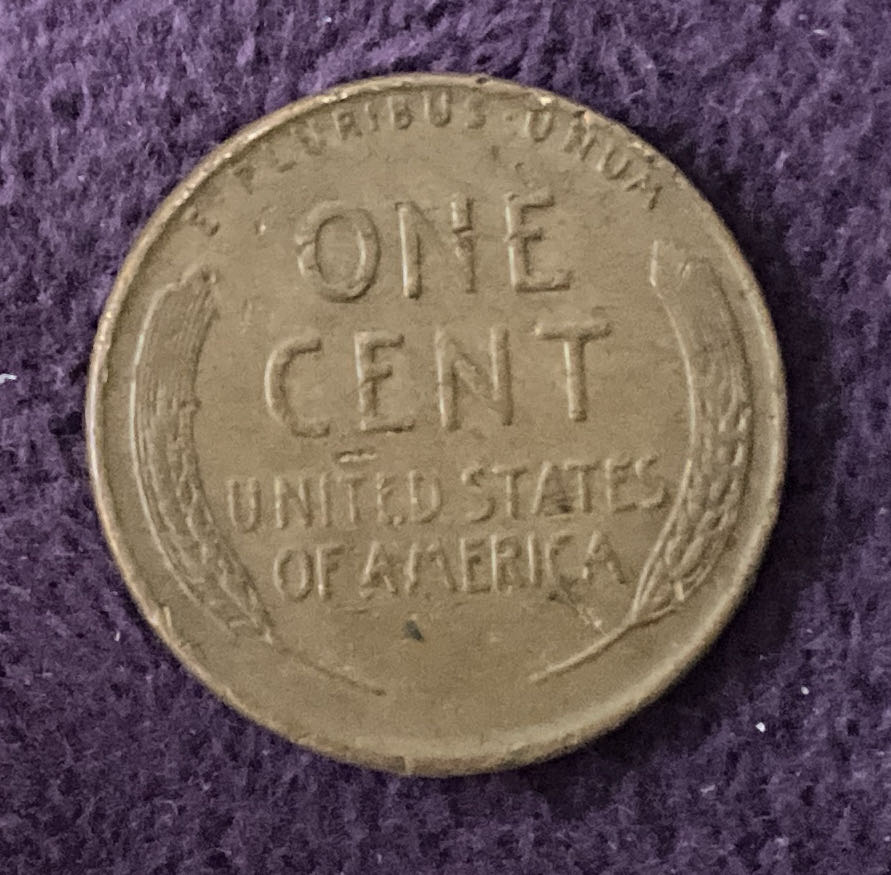 E·PLURIBUS·UNUM
ONE
CENT
UNITED STATES
OF AMERICA